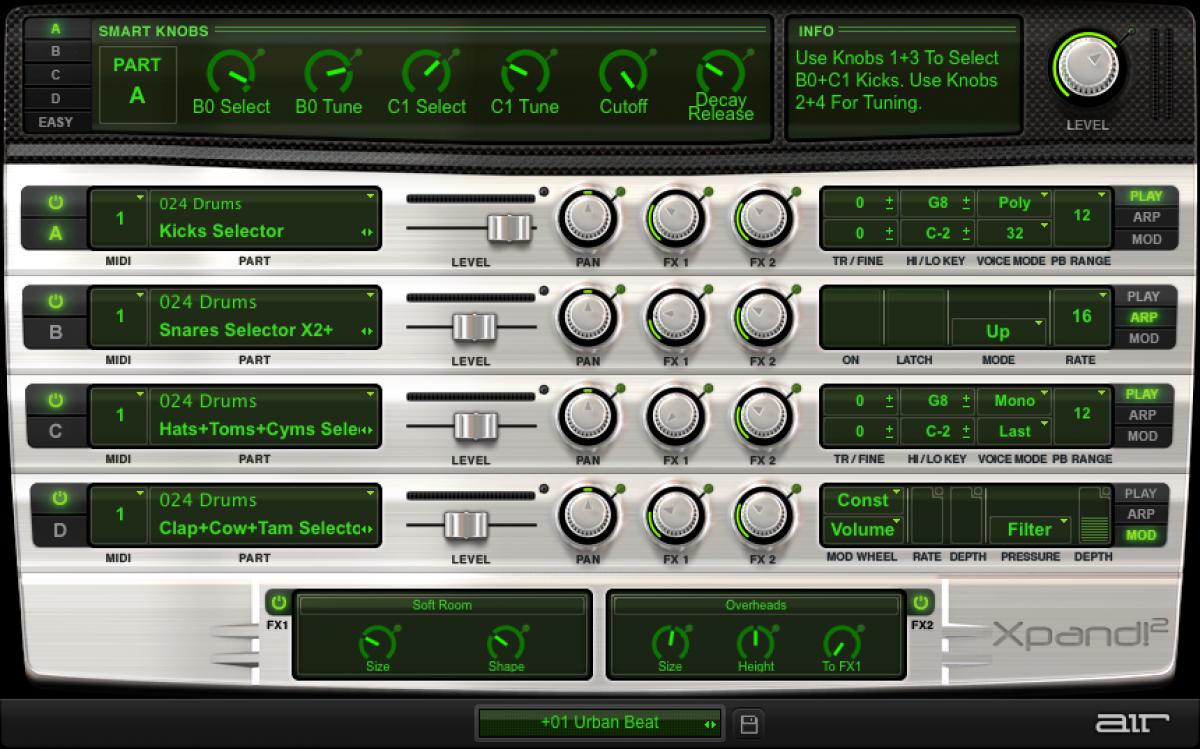 A
B
C
D
EASY
SMART KNOBS
PART
A
B0 Select
B0 Tune
C1 Select
C1 Tune
Cutoff
Decay
Release
INFO
Use Knobs 1+3 To Select
B0+C1 Kicks. Use Knobs
2+4 For Tuning.
LEVEL
A
1
024 Drums
Kicks Selector
MIDI
PART
LEVEL
PAN
FX 1
FX 2
0 ± G8 ± Poly
12
0 ± C-2 ± 32
TR / FINE
HI / LO KEY
VOICE MODE
PB RANGE
PLAY
ARP
MOD
B
1
024 Drums
Snares Selector X2+
MIDI
PART
LEVEL
PAN
FX 1
FX 2
Up
16
ON
LATCH
MODE
RATE
PLAY
ARP
MOD
C
1
024 Drums
Hats+Toms+Cyms Sele
MIDI
PART
LEVEL
PAN
FX 1
FX 2
0 ± G8 ± Mono
12
0 ± C-2 ± Last
TR / FINE
HI / LO KEY
VOICE MODE
PB RANGE
PLAY
ARP
MOD
D
1
024 Drums
Clap+Cow+Tam Selecto
MIDI
PART
LEVEL
PAN
FX 1
FX 2
Const
Volume
Filter
MOD WHEEL
RATE
DEPTH
PRESSURE
DEPTH
PLAY
ARP
MOD
FX1
Soft Room
Size
Shape
Overheads
Size
Height
To FX1
FX2
Xpand!²
+01 Urban Beat
air